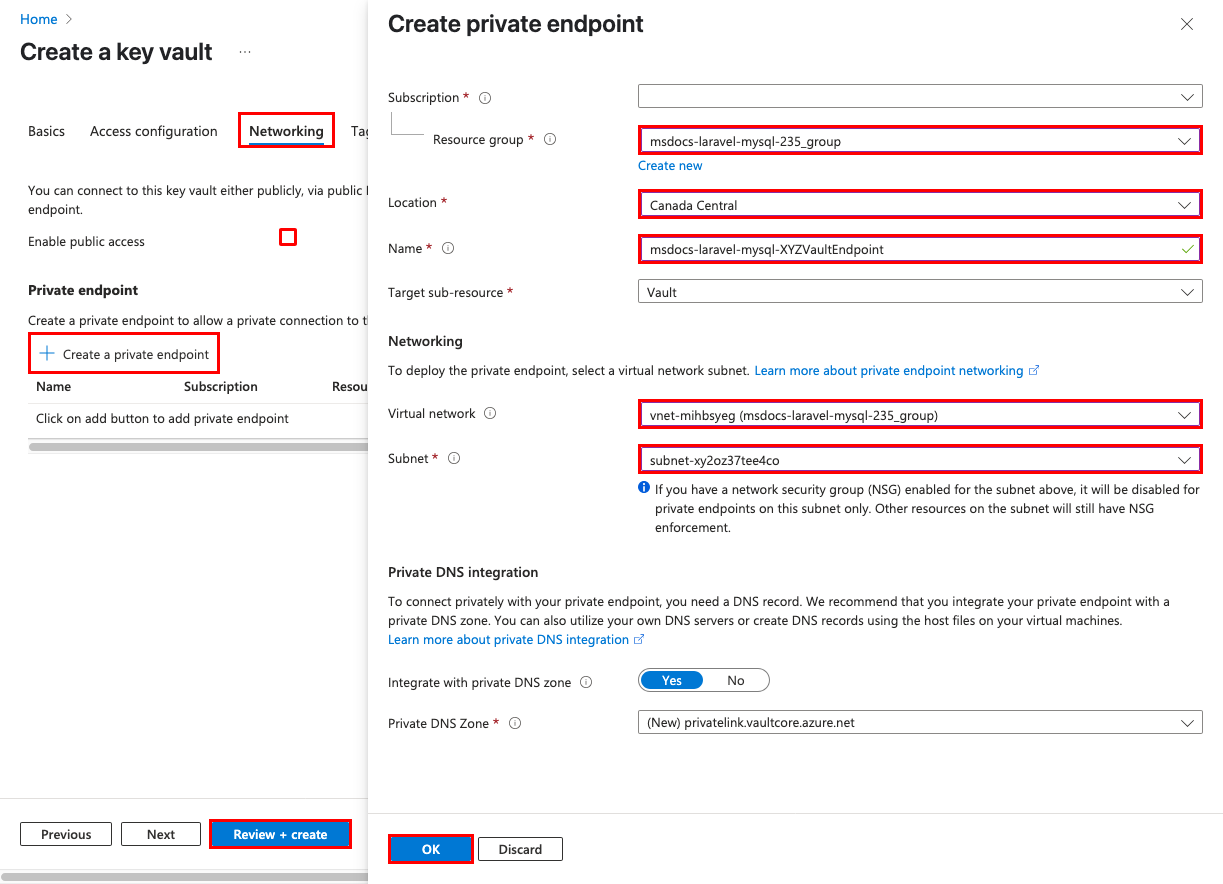 Home
Create a key vault ...
Basics Access configuration Networking Tag
You can connect to this key vault either publicly, via public
endpoint.
Enable public access
Private endpoint
Create a private endpoint to allow a private connection to
Create a private endpoint
Name Subscription Resou
Click on add button to add private endpoint
Previous Next Review + create
Create private endpoint
Subscription *
Resource group * msdocs-laravel-mysql-235_group
Create new
Location * Canada Central
Name * msdocs-laravel-mysql-XYZVaultEndpoint
Target sub-resource * Vault
Networking
To deploy the private endpoint, select a virtual network subnet. Learn more about private endpoint networking
Virtual network vnet-mihbsyeg (msdocs-laravel-mysql-235_group)
Subnet * subnet-xy2oz37tee4co
If you have a network security group (NSG) enabled for the subnet above, it will be disabled for
private endpoints on this subnet only. Other resources on the subnet will still have NSG
enforcement.
Private DNS integration
To connect privately with your private endpoint, you need a DNS record. We recommend that you integrate your private endpoint with a
private DNS zone. You can also utilize your own DNS servers or create DNS records using the host files on your virtual machines.
Learn more about private DNS integration
Integrate with private DNS zone Yes No
Private DNS Zone * (New) privatelink.vaultcore.azure.net
OK Discard